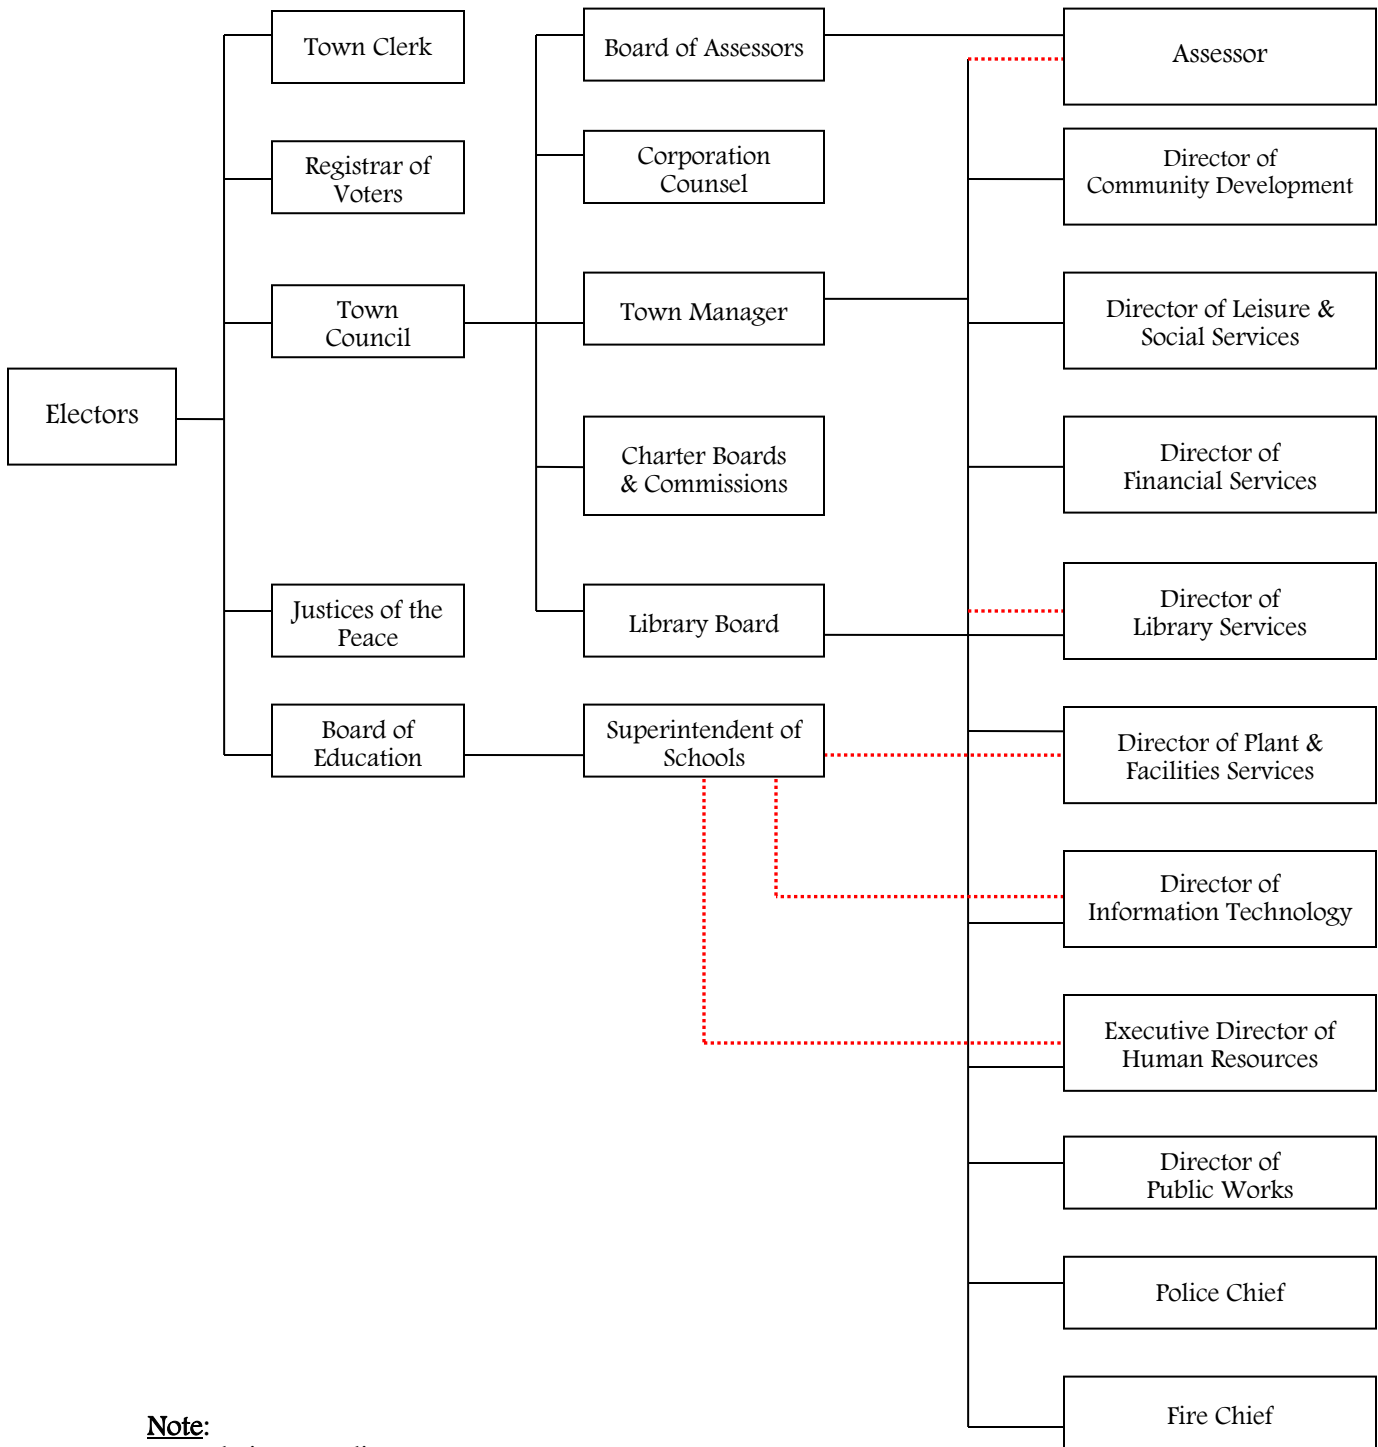 Town Clerk
Registrar of
Voters
Town
Council
Electors
Justices of the
Peace
Board of
Education
Board of Assessors
Corporation
Counsel
Town Manager
Charter Boards
& Commissions
Library Board
Superintendent of
Schools
Assessor
Director of
Community Development
Director of Leisure &
Social Services
Director of
Financial Services
Director of
Library Services
Director of Plant &
Facilities Services
Director of
Information Technology
Executive Director of
Human Resources
Director of
Public Works
Police Chief
Fire Chief
Note: